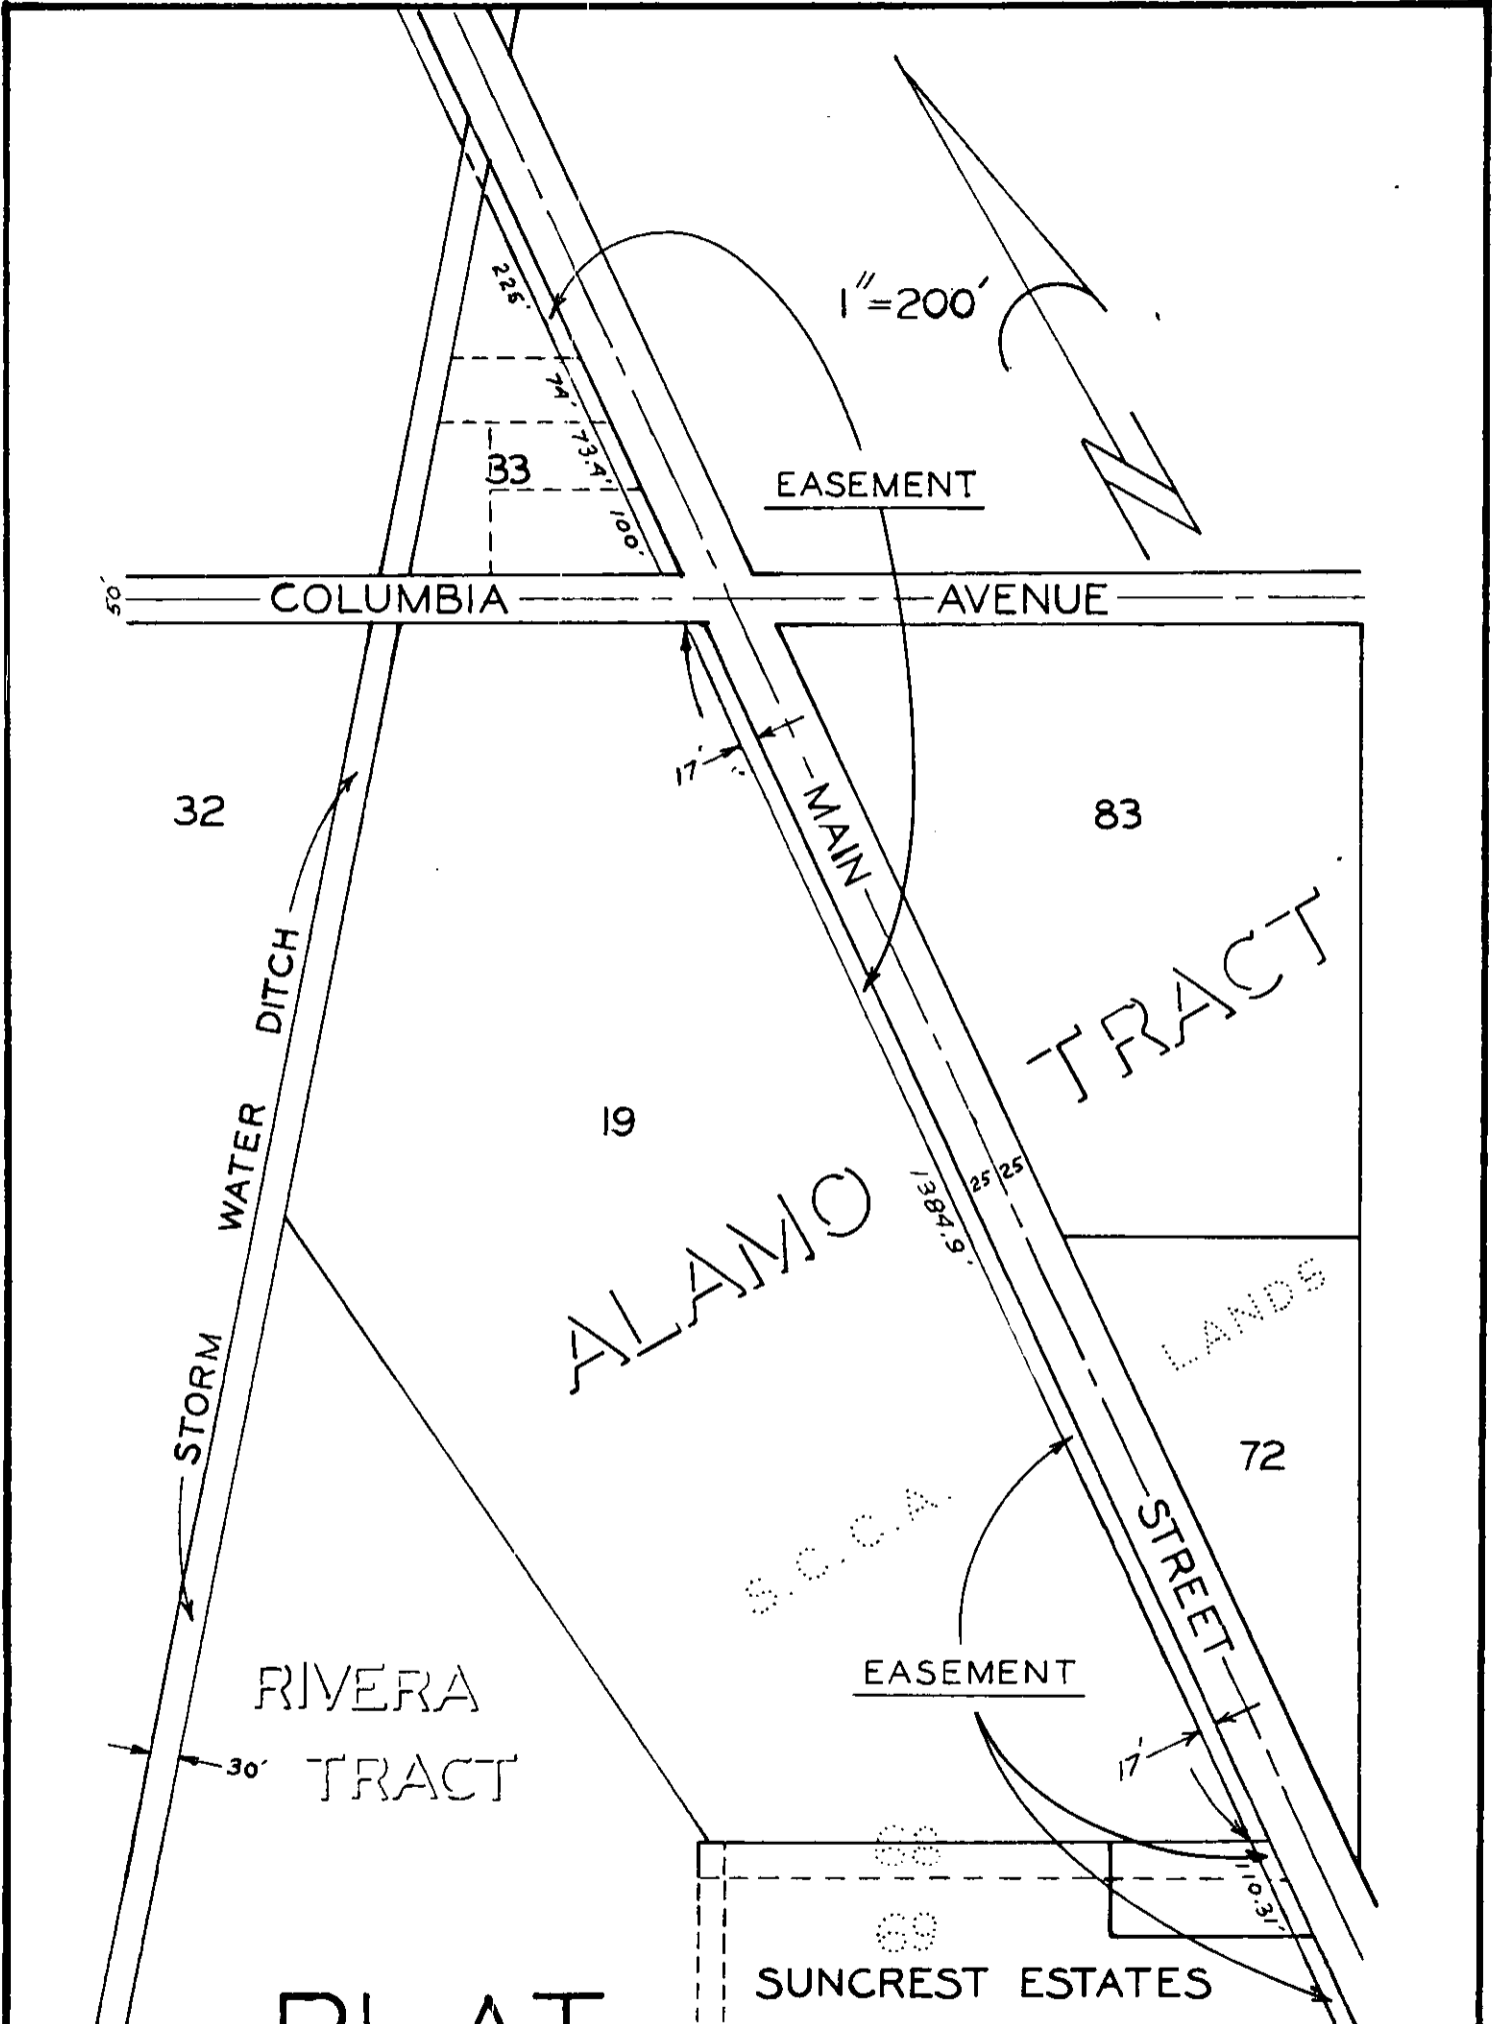 225'
1"=200'
74'
73.4'
33
100'
EASEMENT
50'
COLUMBIA AVENUE
17'
32
83
MAIN
DITCH
TRACT
19
WATER
25 25
1384.9'
ALAMO
LANDS
STORM
72
S.C.C.A.
STREET
RIVERA
EASEMENT
30'
TRACT
17'
68
110.31'
69
SUNCREST ESTATES
PLAT